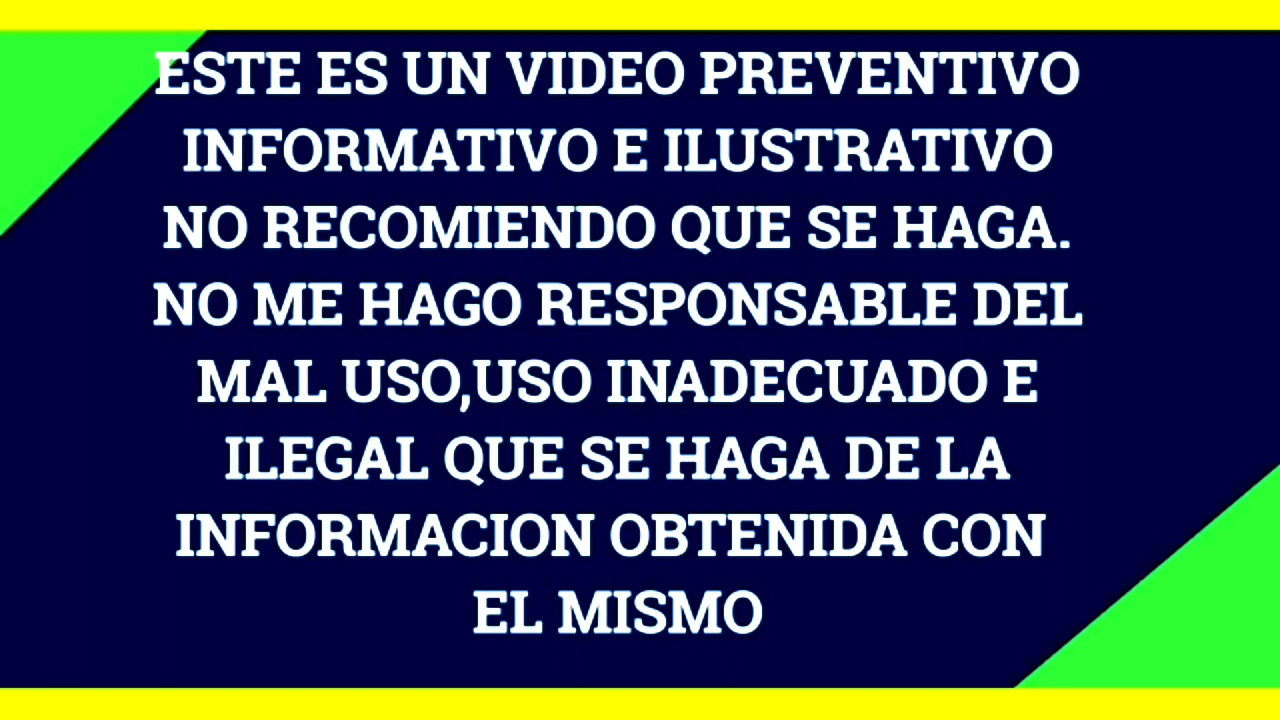 ESTE ES UN VIDEO PREVENTIVO
INFORMATIVO E ILUSTRATIVO
NO RECOMIENDO QUE SE HAGA.
NO ME HAGO RESPONSABLE DEL
MAL USO,USO INADECUADO E
ILEGAL QUE SE HAGA DE LA
INFORMACION OBTENIDA CON
EL MISMO